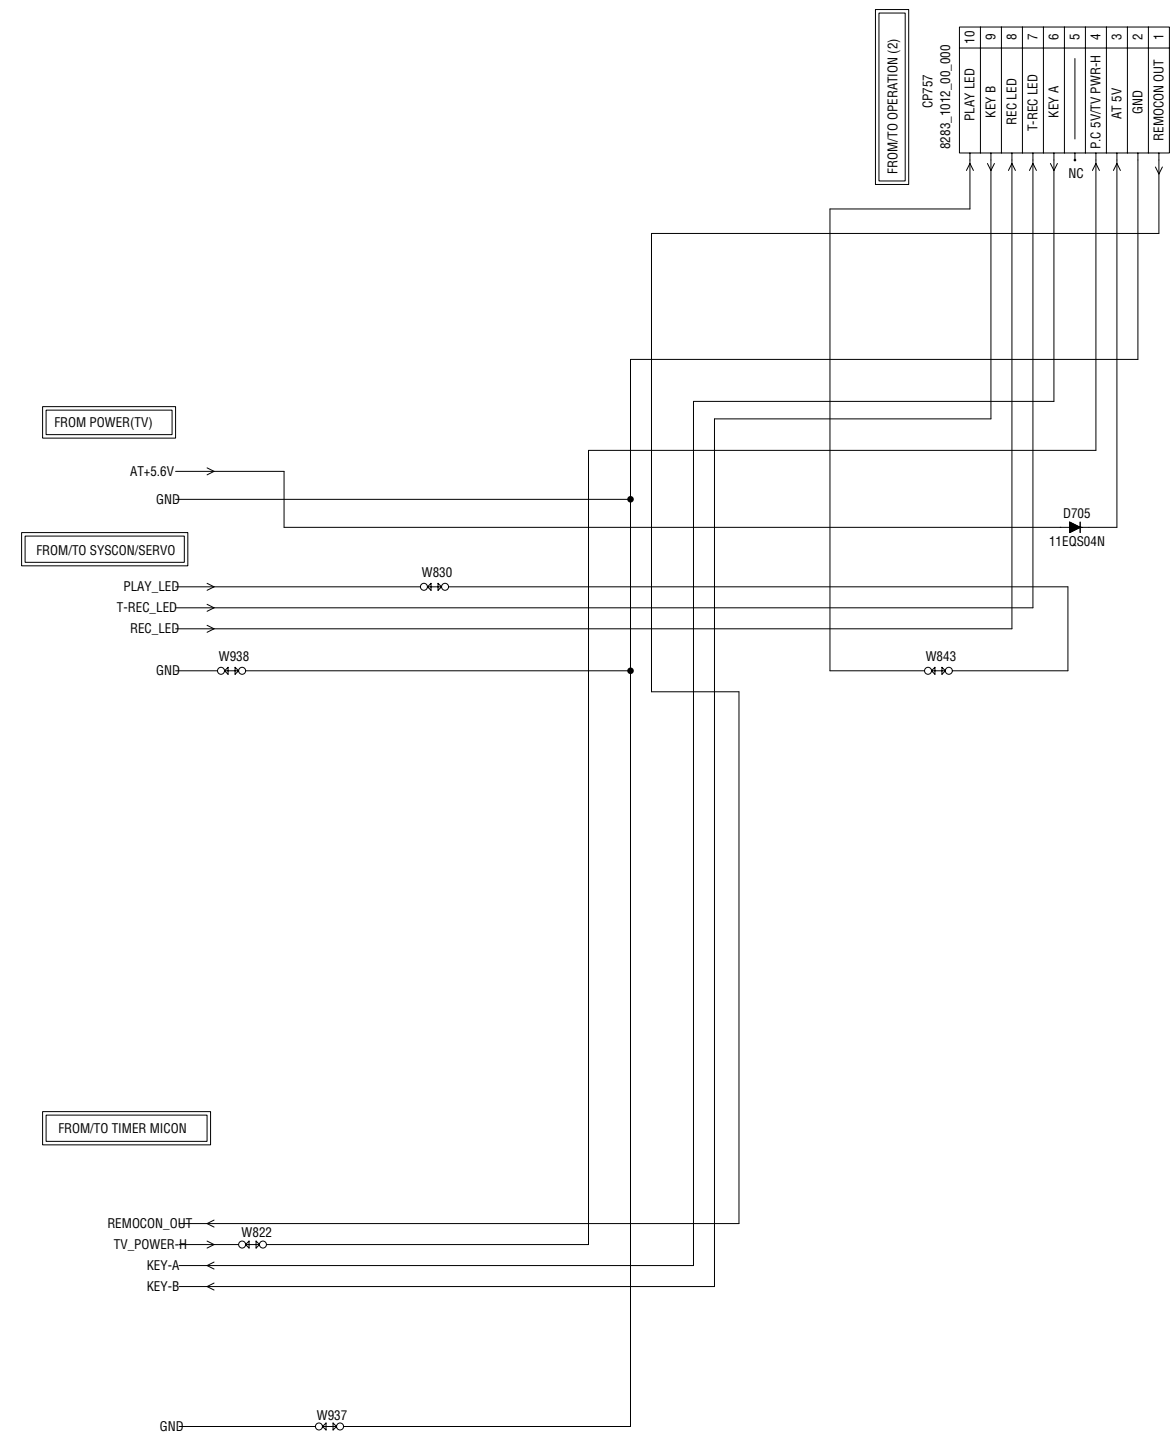 FROM/TO OPERATION (2)
CP757
8283_1012_00_000
10 PLAY LED
9 KEY B
8 REC LED
7 T-REC LED
6 KEY A
5
4 P.C 5V/TV PWR-H
3 AT 5V
2 GND
1 REMOCON OUT
NC
FROM POWER(TV)
AT+5.6V
GND
D705
11EQS04N
FROM/TO SYSCON/SERVO
PLAY_LED
W830
T-REC_LED
REC_LED
GND
W938
W843
FROM/TO TIMER MICON
REMOCON_OUT
TV_POWER-H
W822
KEY-A
KEY-B
GND
W937